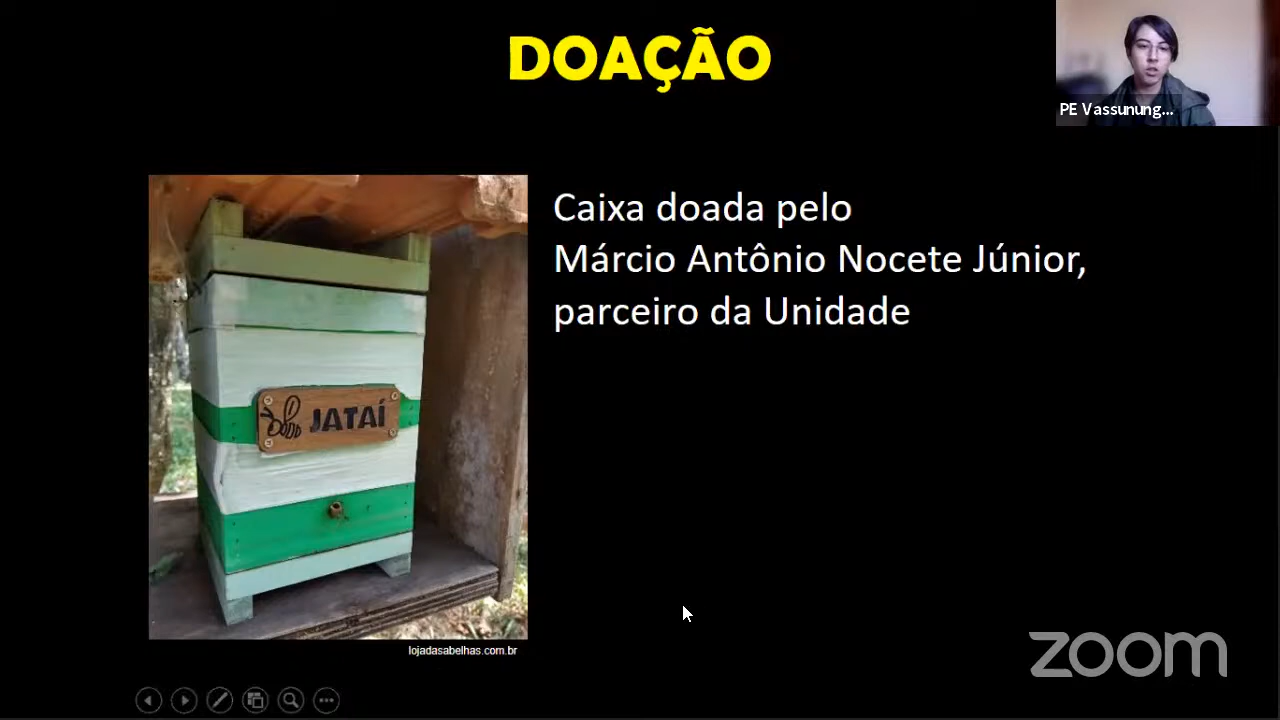 DOAÇÃO
PE Vassunung...
Caixa doada pelo
Márcio Antônio Nocete Júnior,
parceiro da Unidade
JATAÍ
lojadasabelhas.com.br
zoom